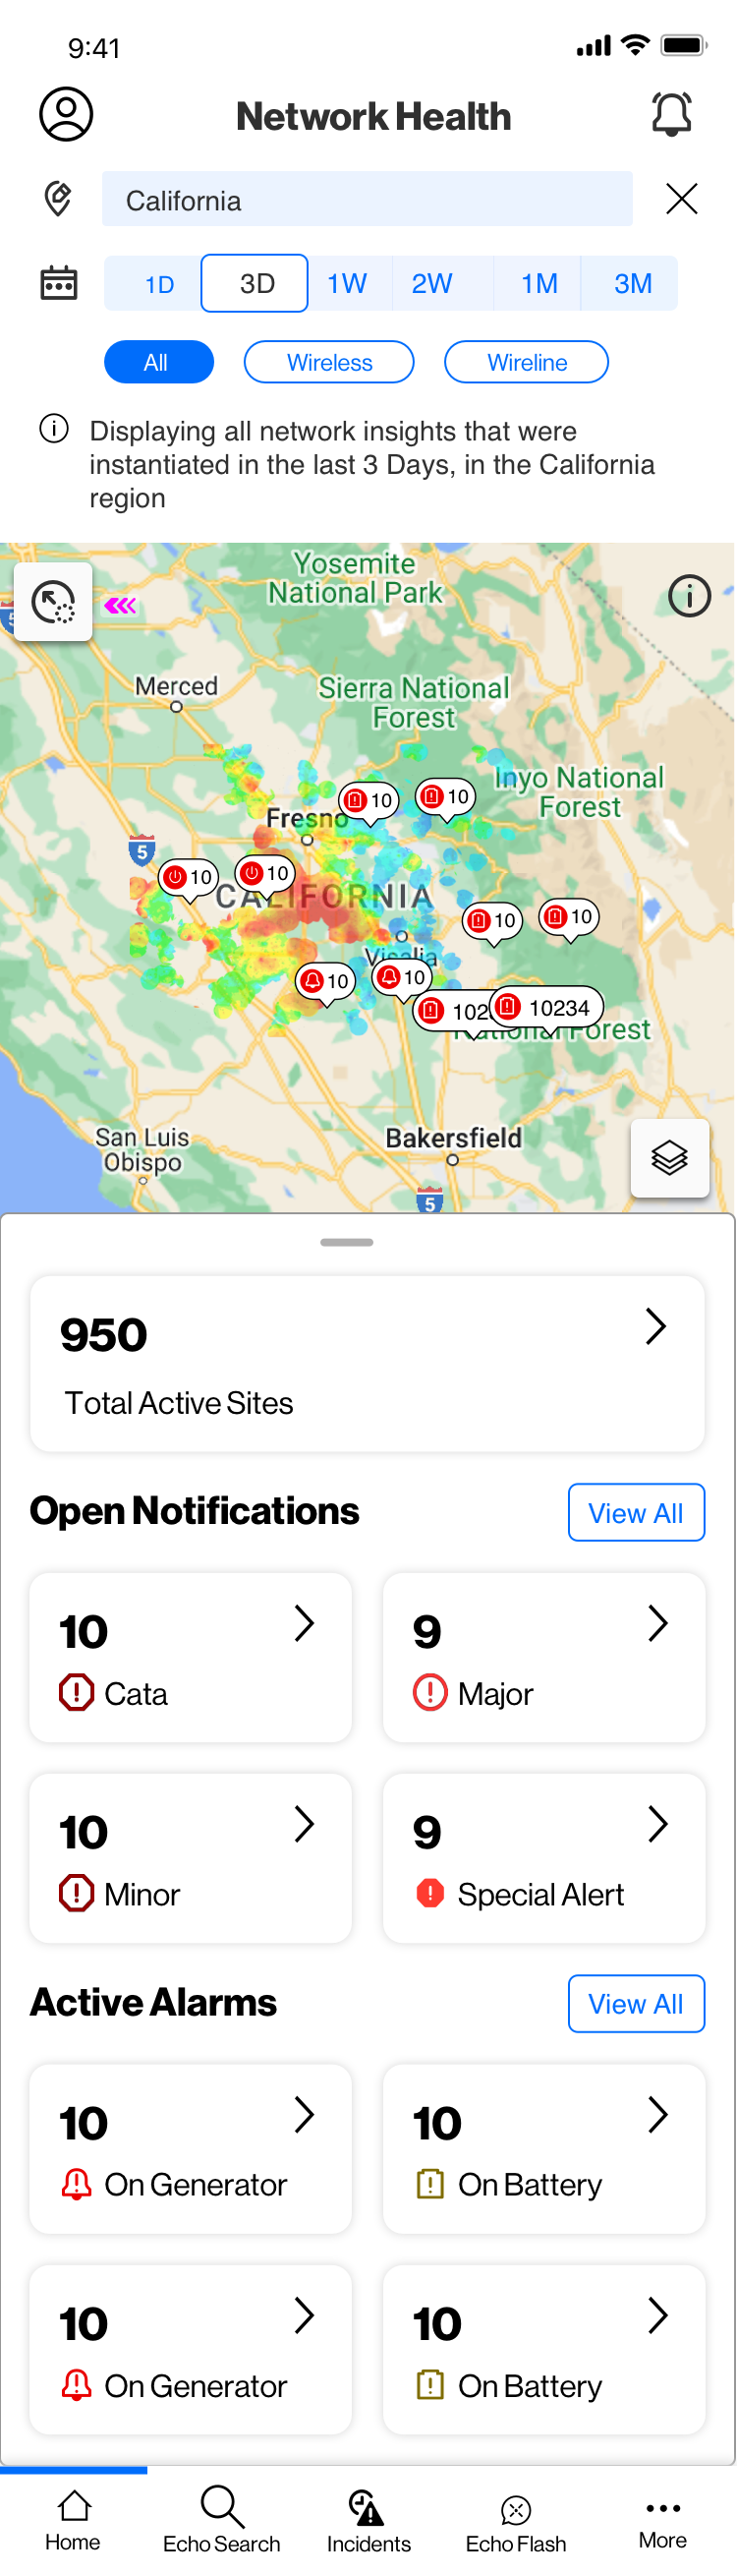 9:41
Network Health
California
1D 3D 1W 2W 1M 3M
All Wireless Wireline
Displaying all network insights that were
instantiated in the last 3 Days, in the California
region
Yosemite
National Park
5
Merced
Sierra National
Forest
Inyo National
Forest
10
10
Fresno
5
10
10
CALIFORNIA
10
10
Visalia
10
10
102
10234
National Forest
San Luis
Obispo
Bakersfield
5
950
Total Active Sites
Open Notifications
View All
10
Cata
9
Major
10
Minor
9
Special Alert
Active Alarms
View All
10
On Generator
10
On Battery
10
On Generator
10
On Battery
Home
Echo Search
Incidents
Echo Flash
More